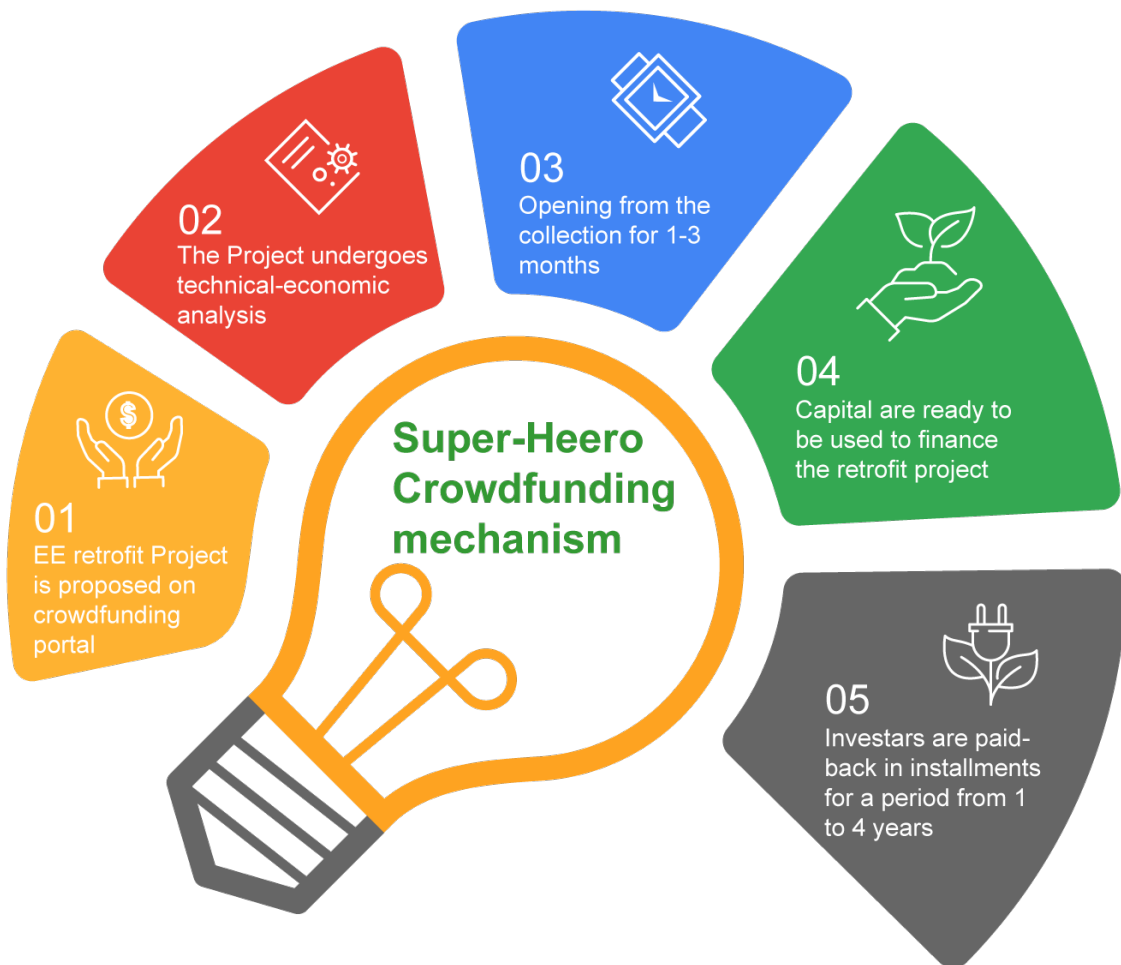 Super-Heero
Crowdfunding
mechanism
01
EE retrofit Project
is proposed on
crowdfunding
portal
02
The Project undergoes
technical-economic
analysis
03
Opening from the
collection for 1-3
months
04
Capital are ready to
be used to finance
the retrofit project
05
Investars are paid-
back in installments
for a period from 1
to 4 years
$